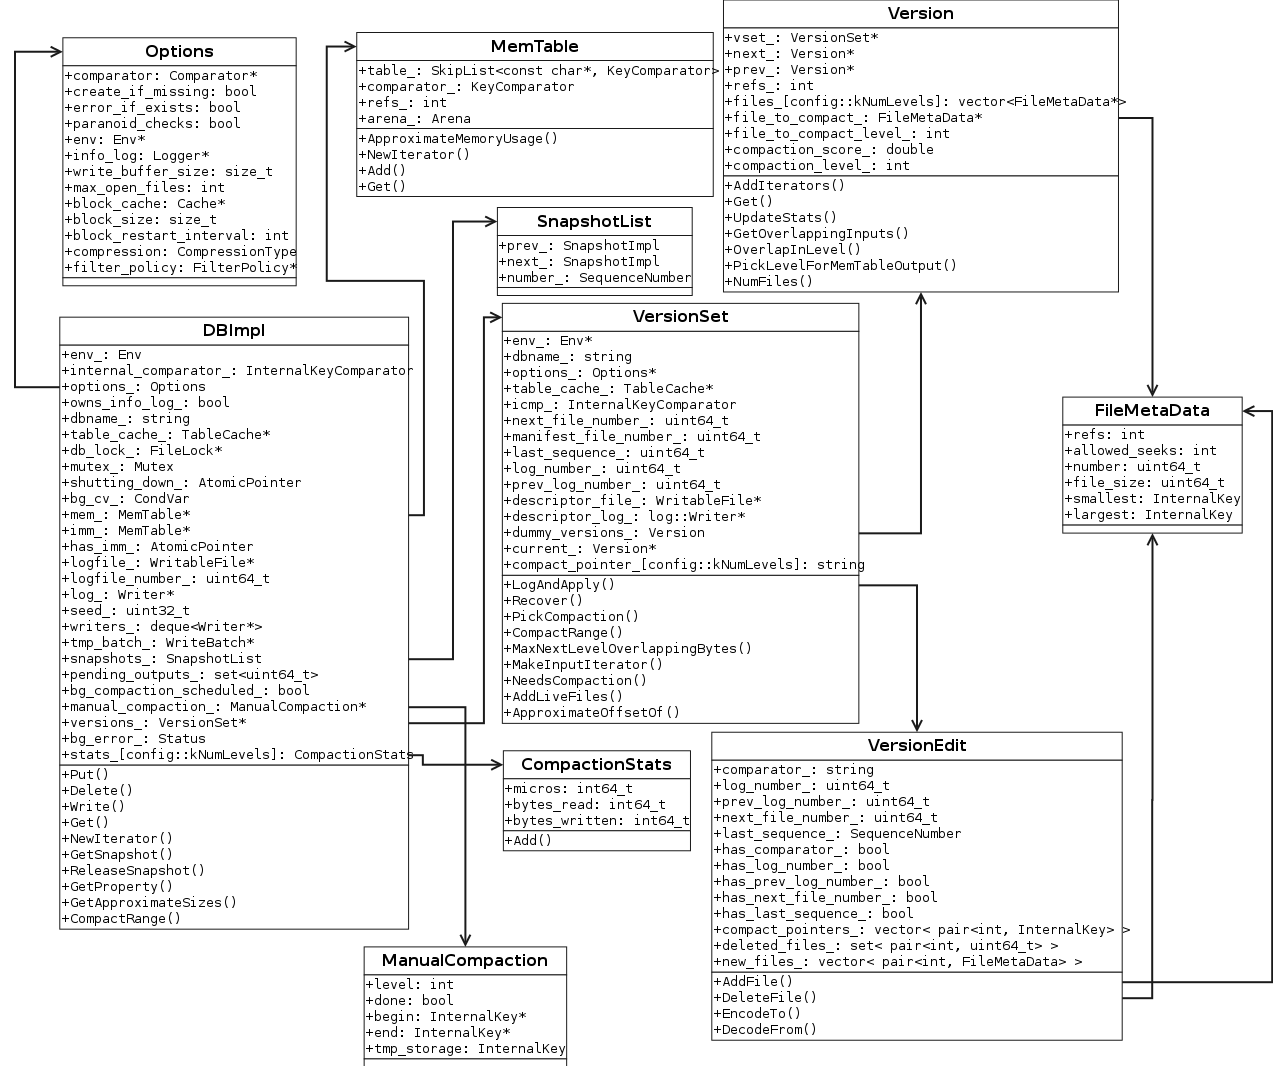 Options
+comparator: Comparator*
+create_if_missing: bool
+error_if_exists: bool
+paranoid_checks: bool
+env: Env*
+info_log: Logger*
+write_buffer_size: size_t
+max_open_files: int
+block_cache: Cache*
+block_size: size_t
+block_restart_interval: int
+compression: CompressionType
+filter_policy: FilterPolicy*
MemTable
+table_: SkipList<const char*, KeyComparator>
+comparator_: KeyComparator
+refs_: int
+arena_: Arena
+ApproximateMemoryUsage()
+NewIterator()
+Add()
+Get()
Version
+vset_: VersionSet*
+next_: Version*
+prev_: Version*
+refs_: int
+files_[config::kNumLevels]: vector<FileMetaData*>
+file_to_compact_: FileMetaData*
+file_to_compact_level_: int
+compaction_score_: double
+compaction_level_: int
+AddIterators()
+Get()
+UpdateStats()
+GetOverlappingInputs()
+OverlapInLevel()
+PickLevelForMemTableOutput()
+NumFiles()
SnapshotList
+prev_: SnapshotImpl
+next_: SnapshotImpl
+number_: SequenceNumber
DBImpl
+env_: Env
+internal_comparator_: InternalKeyComparator
+options_: Options
+owns_info_log_: bool
+dbname_: string
+table_cache_: TableCache*
+db_lock_: FileLock*
+mutex_: Mutex
+shutting_down_: AtomicPointer
+bg_cv_: CondVar
+mem_: MemTable*
+imm_: MemTable*
+has_imm_: AtomicPointer
+logfile_: WritableFile*
+logfile_number_: uint64_t
+log_: Writer*
+seed_: uint32_t
+writers_: deque<Writer*>
+tmp_batch_: WriteBatch*
+snapshots_: SnapshotList
+pending_outputs_: set<uint64_t>
+bg_compaction_scheduled_: bool
+manual_compaction_: ManualCompaction*
+versions_: VersionSet*
+bg_error_: Status
+stats_[config::kNumLevels]: CompactionStats
+Put()
+Delete()
+Write()
+Get()
+NewIterator()
+GetSnapshot()
+ReleaseSnapshot()
+GetProperty()
+GetApproximateSizes()
+CompactRange()
VersionSet
+env_: Env*
+dbname_: string
+options_: Options*
+table_cache_: TableCache*
+icmp_: InternalKeyComparator
+next_file_number_: uint64_t
+manifest_file_number_: uint64_t
+last_sequence_: uint64_t
+log_number_: uint64_t
+prev_log_number_: uint64_t
+descriptor_file_: WritableFile*
+descriptor_log_: log::Writer*
+dummy_versions_: Version
+current_: Version*
+compact_pointer_[config::kNumLevels]: string
+LogAndApply()
+Recover()
+PickCompaction()
+CompactRange()
+MaxNextLevelOverlappingBytes()
+MakeInputIterator()
+NeedsCompaction()
+AddLiveFiles()
+ApproximateOffsetOf()
FileMetaData
+refs: int
+allowed_seeks: int
+number: uint64_t
+file_size: uint64_t
+smallest: InternalKey
+largest: InternalKey
CompactionStats
+micros: int64_t
+bytes_read: int64_t
+bytes_written: int64_t
+Add()
VersionEdit
+comparator_: string
+log_number_: uint64_t
+prev_log_number_: uint64_t
+next_file_number_: uint64_t
+last_sequence_: SequenceNumber
+has_comparator_: bool
+has_log_number_: bool
+has_prev_log_number_: bool
+has_next_file_number_: bool
+has_last_sequence_: bool
+compact_pointers_: vector< pair<int, InternalKey> >
+deleted_files_: set< pair<int, uint64_t> >
+new_files_: vector< pair<int, FileMetaData> >
+AddFile()
+DeleteFile()
+EncodeTo()
+DecodeFrom()
ManualCompaction
+level: int
+done: bool
+begin: InternalKey*
+end: InternalKey*
+tmp_storage: InternalKey